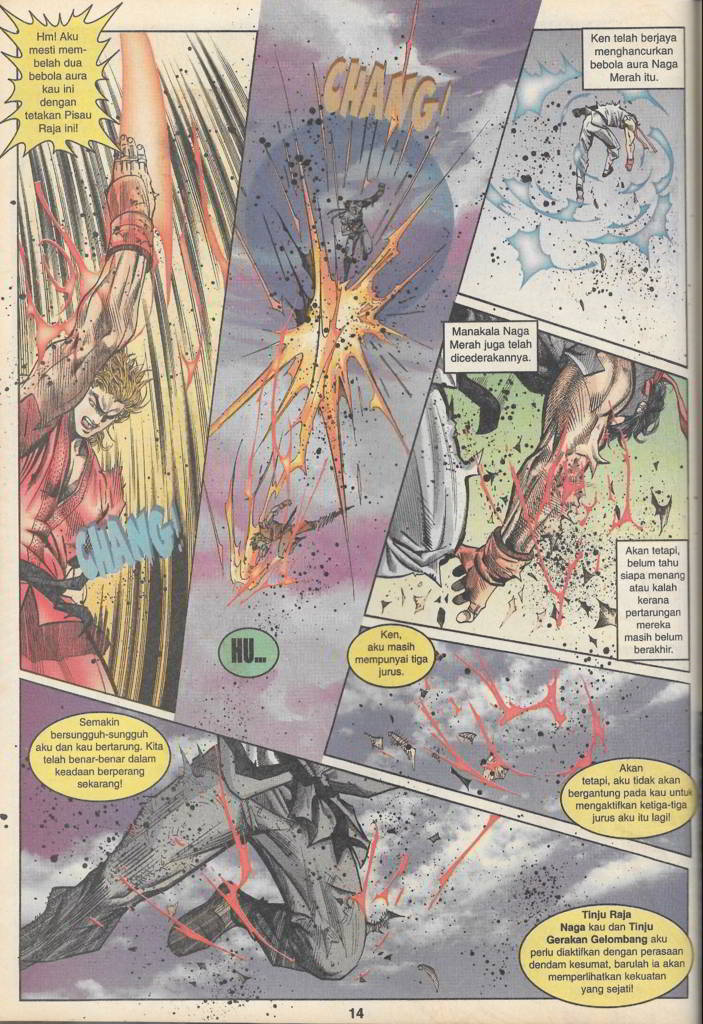 Hm! Aku
mesti mem-
belah dua
bebola aura
kau ini
dengan
tetakan Pisau
Raja ini!
CHANG!
CHANG!
HU...
Ken telah berjaya
menghancurkan
bebola aura Naga
Merah itu.
Manakala Naga
Merah juga telah
dicederakannya.
Akan tetapi,
belum tahu
siapa menang
atau kalah
kerana
pertarungan
mereka
masih belum
berakhir.
Ken,
aku masih
mempunyai tiga
jurus.
Akan
tetapi, aku tidak akan
bergantung pada kau untuk
mengaktifkan ketiga-tiga
jurus aku itu lagi!
Semakin
bersungguh-sungguh
aku dan kau bertarung. Kita
telah benar-benar dalam
keadaan berperang
sekarang!
Tinju Raja
Naga kau dan Tinju
Gerakan Gelombang aku
perlu diaktifkan dengan perasaan
dendam kesumat, barulah ia akan
memperlihatkan kekuatan
yang sejati!
14